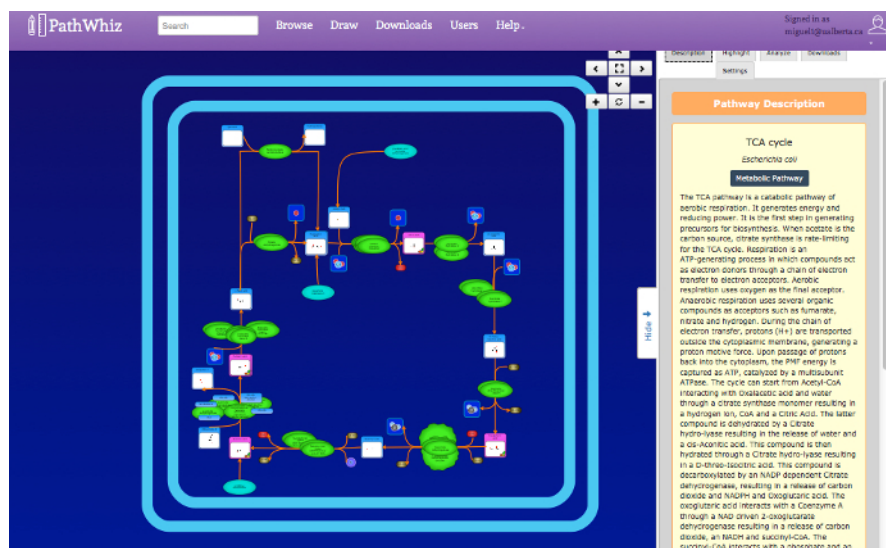 PathWhiz
Search
Browse
Draw
Downloads
Users
Help
Signed in as
miguel1@ualberta.ca
Description
Highlight
Analyze
Downloads
Settings
Pathway Description
TCA cycle
Escherichia coli
Metabolic Pathway
The TCA pathway is a catabolic pathway of
aerobic respiration. It generates energy and
reducing power. It is the first step in generating
precursors for biosynthesis. When acetate is the
carbon source, citrate synthase is rate-limiting
for the TCA cycle. Respiration is an
ATP-generating process in which compounds act
as electron donors through a chain of electron
transfer to electron acceptors. Aerobic
respiration uses oxygen as the final acceptor.
Anaerobic respiration uses several organic
compounds as acceptors such as fumarate,
nitrate and hydrogen. During the chain of
electron transfer, protons (H+) are transported
outside the cytoplasmic membrane, generating a
proton motive force. Upon passage of protons
back into the cytoplasm, the PMF energy is
captured as ATP, catalyzed by a multisubunit
ATPase. The cycle can start from Acetyl-CoA
interacting with Oxalacetic acid and water
through a citrate synthase monomer resulting in
a hydrogen ion, CoA and a Citric Acid. The latter
compound is dehydrated by a Citrate
hydro-lyase resulting in the release of water and
a cis-Aconitic acid. This compound is then
hydrated through a Citrate hydro-lyase resulting
in a D-threo-Isocitric acid. This compound is
decarboxylated by an NADP dependent Citrate
dehydrogenase, resulting in a release of carbon
dioxide and NADPH and Oxoglutaric acid. The
oxoglutaric acid interacts with a Coenzyme A
through a NAD driven 2-oxoglutarate
dehydrogenase resulting in a release of carbon
dioxide, an NADH and succinyl-CoA. The
succinyl-CoA interacts with a phosphate and an
Hide